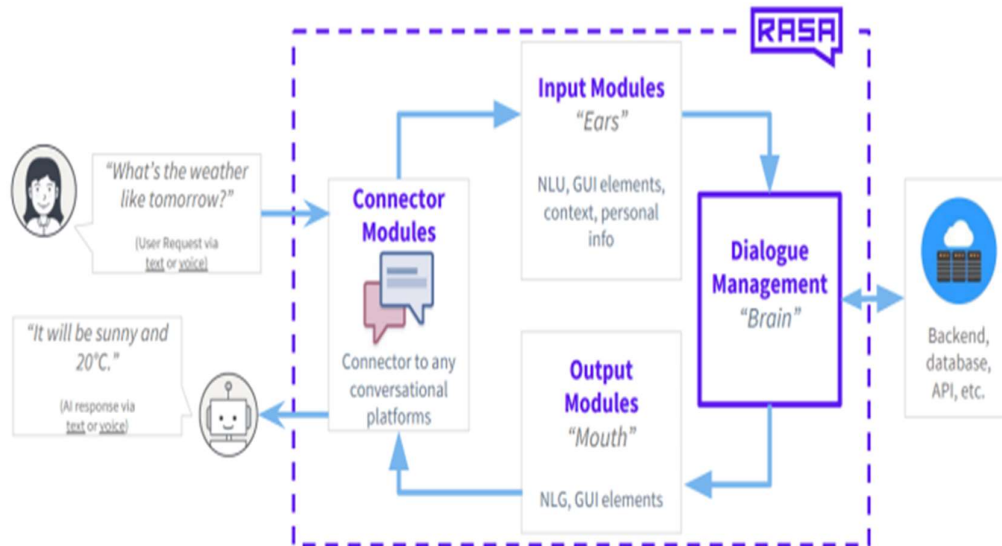 RASA
Input Modules
“Ears”
NLU, GUI elements,
context, personal
info
“What’s the weather
like tomorrow?”
(User Request via
text or voice)
Connector
Modules
Connector to any
conversational
platforms
Dialogue
Management
“Brain”
Backend,
database,
API, etc.
“It will be sunny and
20°C.”
(AI response via
text or voice)
Output
Modules
“Mouth”
NLG, GUI elements